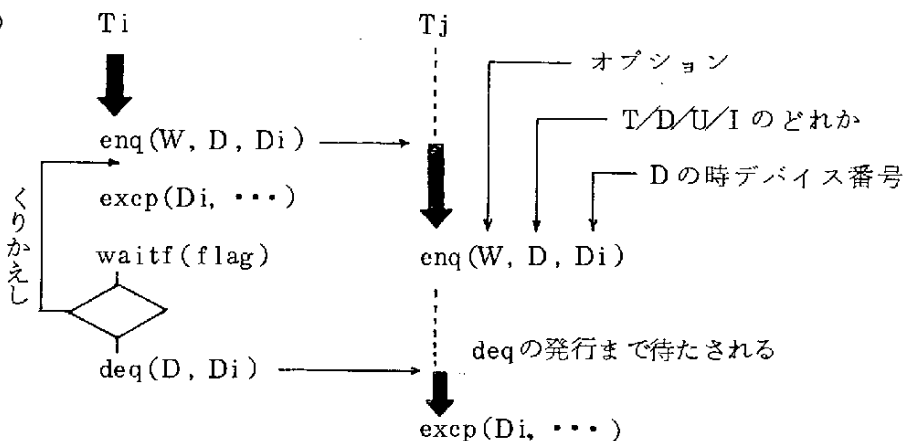 )
Ti
Tj
オプション
T/D/U/Iのどれか
enq(W, D, Di)
Dの時デバイス番号
excp(Di, ･･･)
くりかえし
waitf(flag)
enq(W, D, Di)
deqの発行まで待たされる
deq(D, Di)
excp(Di, ･･･)